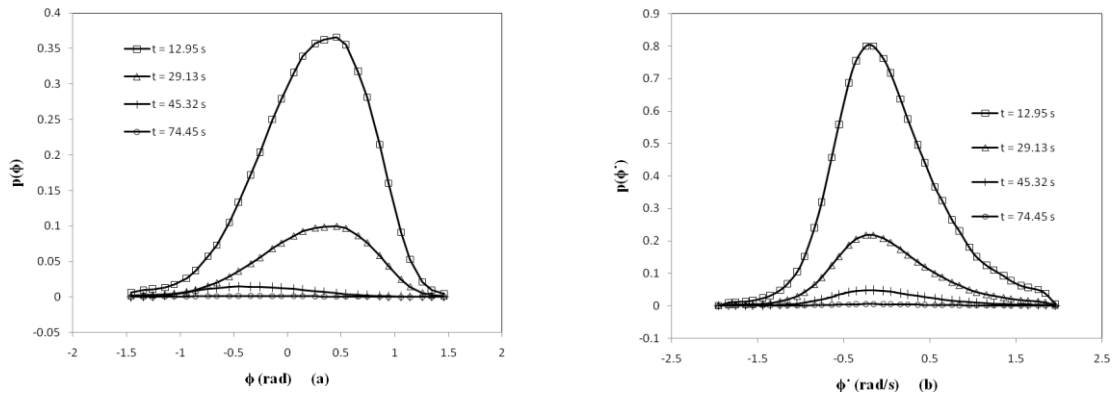 0.4
0.35
0.3
0.25
0.2
0.15
0.1
0.05
0
-0.05
p(ϕ)
t = 12.95 s
t = 29.13 s
t = 45.32 s
t = 74.45 s
-2 -1.5 -1 -0.5 0 0.5 1 1.5 2
ϕ (rad) (a)
0.9
0.8
0.7
0.6
0.5
0.4
0.3
0.2
0.1
0
-0.1
p(ϕ˙)
t = 12.95 s
t = 29.13 s
t = 45.32 s
t = 74.45 s
-2.5 -1.5 -0.5 0.5 1.5 2.5
ϕ˙ (rad/s) (b)